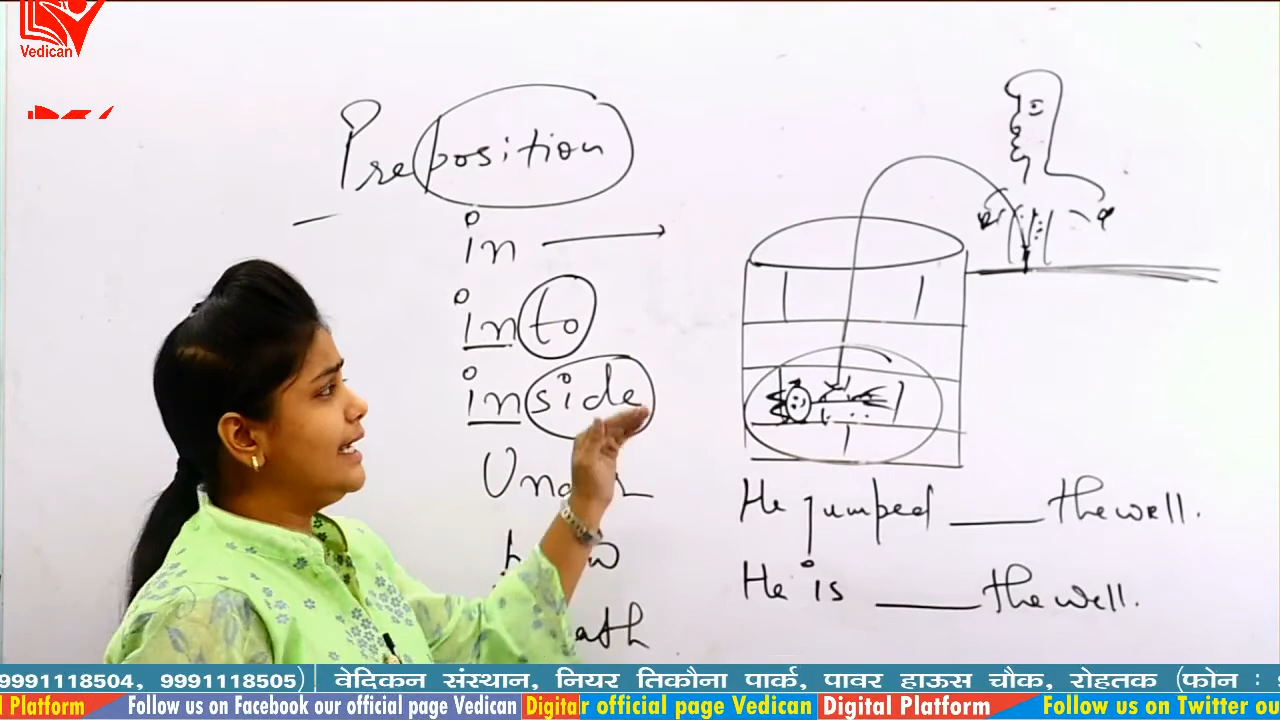 Vedican
Preposition
in
into
inside
He jumped ____ the well.
He is ____ the well.
9991118504, 9991118505) | वेदिकन संस्थान, नियर तिकौना पार्क, पावर हाऊस चौक, रोहतक (फोन :
l Platform Follow us on Facebook our official page Vedican Digital r official page Vedican Digital Platform Follow us on Twitter ou